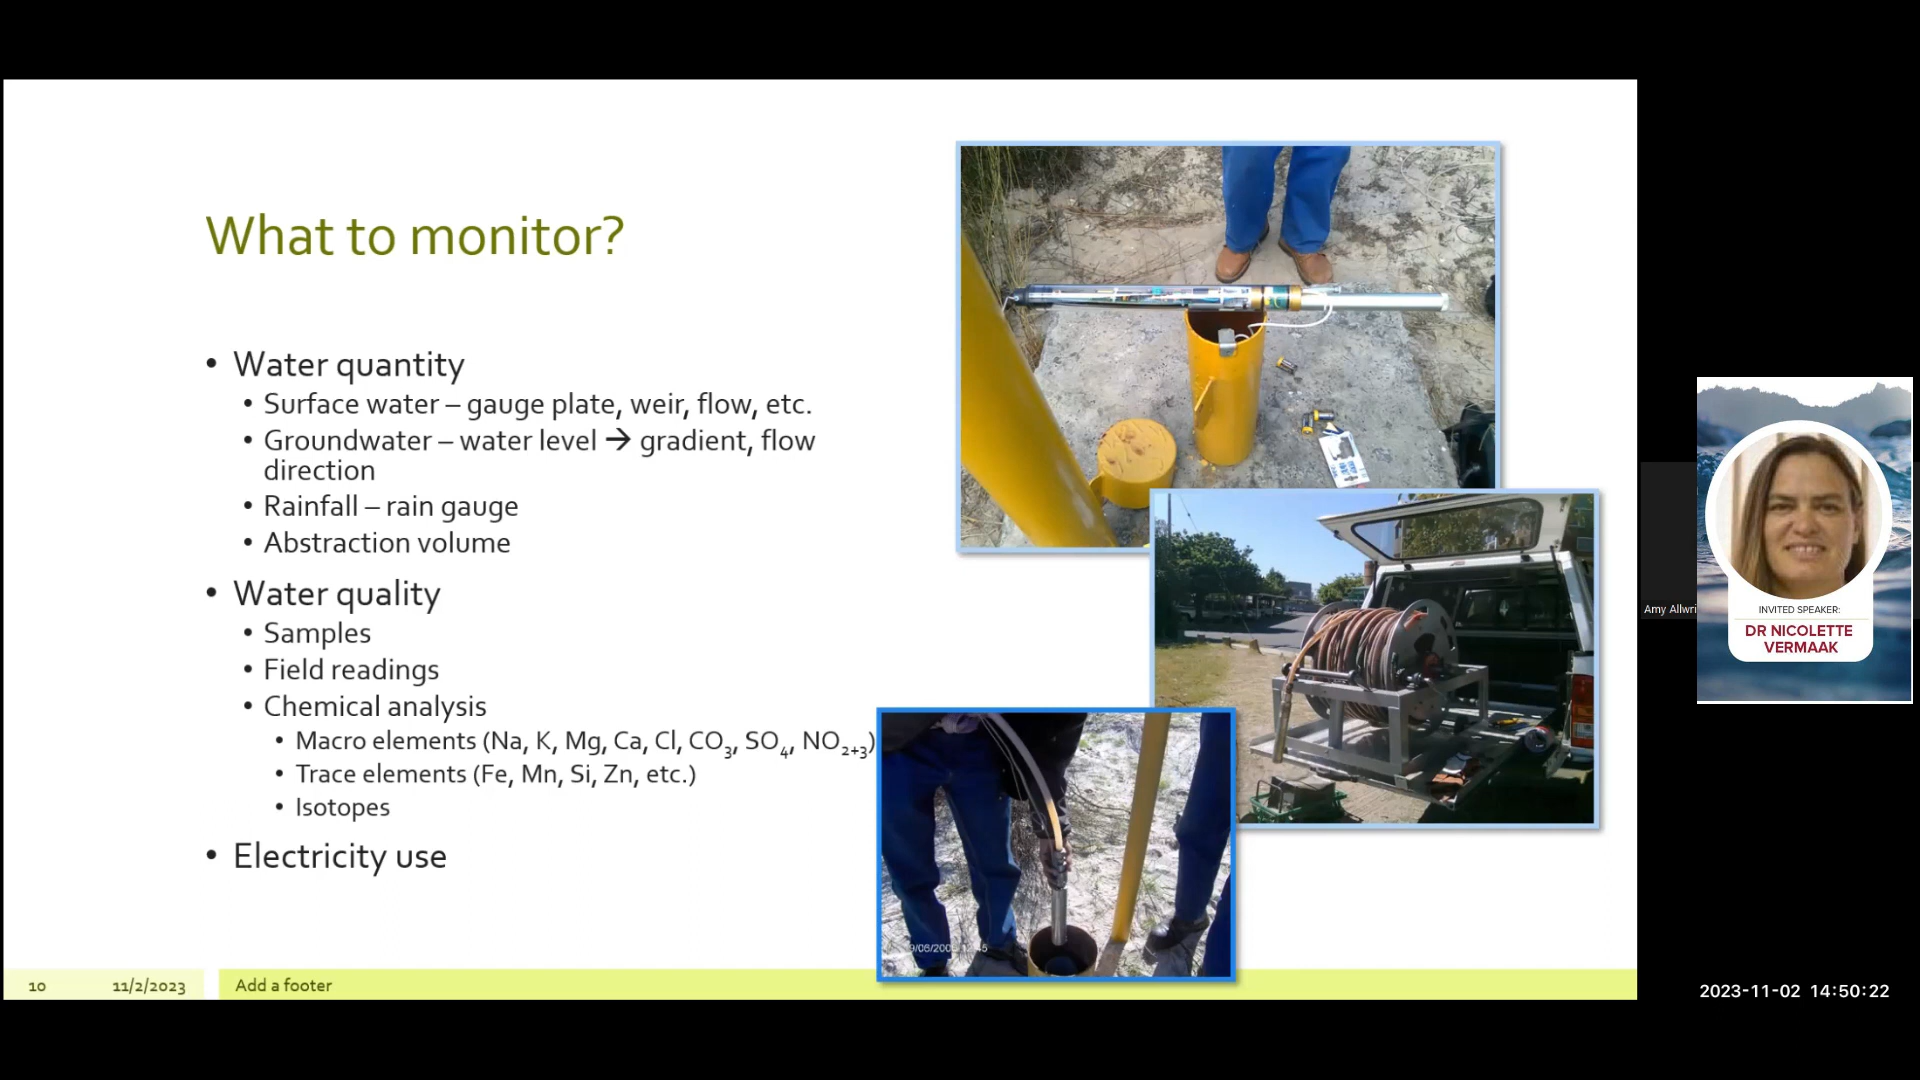 What to monitor?
• Water quantity
• Surface water – gauge plate, weir, flow, etc.
• Groundwater – water level → gradient, flow
direction
• Rainfall – rain gauge
• Abstraction volume
• Water quality
• Samples
• Field readings
• Chemical analysis
• Macro elements (Na, K, Mg, Ca, Cl, CO₃, SO₄, NO₂₊₃)
• Trace elements (Fe, Mn, Si, Zn, etc.)
• Isotopes
• Electricity use
10 11/2/2023 Add a footer
Amy Allwri
INVITED SPEAKER:
DR NICOLETTE
VERMAAK
2023-11-02 14:50:22